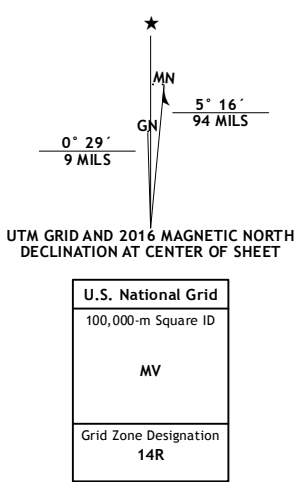 ★
MN
5° 16´
94 MILS
GN
0° 29´
9 MILS
UTM GRID AND 2016 MAGNETIC NORTH
DECLINATION AT CENTER OF SHEET
U.S. National Grid
100,000-m Square ID
MV
Grid Zone Designation
14R